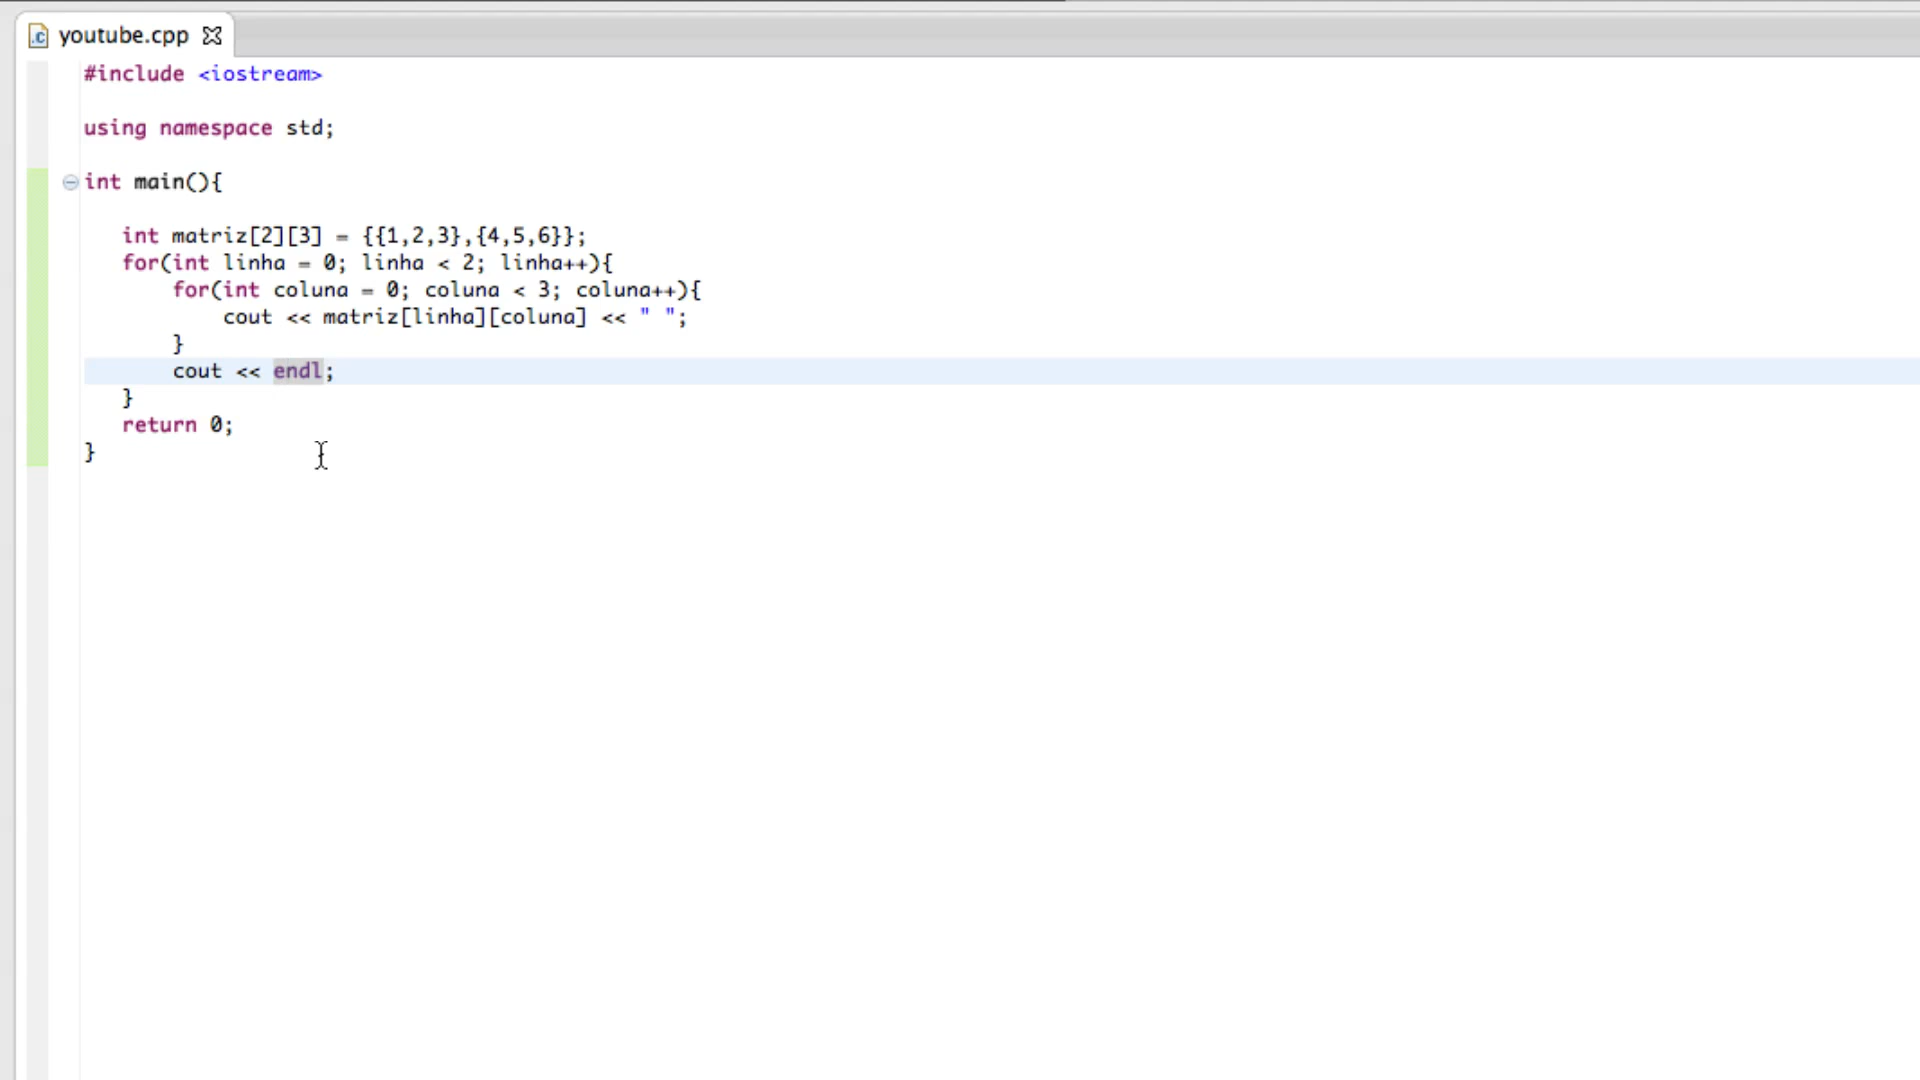 youtube.cpp
#include <iostream>
using namespace std;
int main(){
int matriz[2][3] = {{1,2,3},{4,5,6}};
for(int linha = 0; linha < 2; linha++){
for(int coluna = 0; coluna < 3; coluna++){
cout << matriz[linha][coluna] << " ";
}
cout << endl;
}
return 0;
}